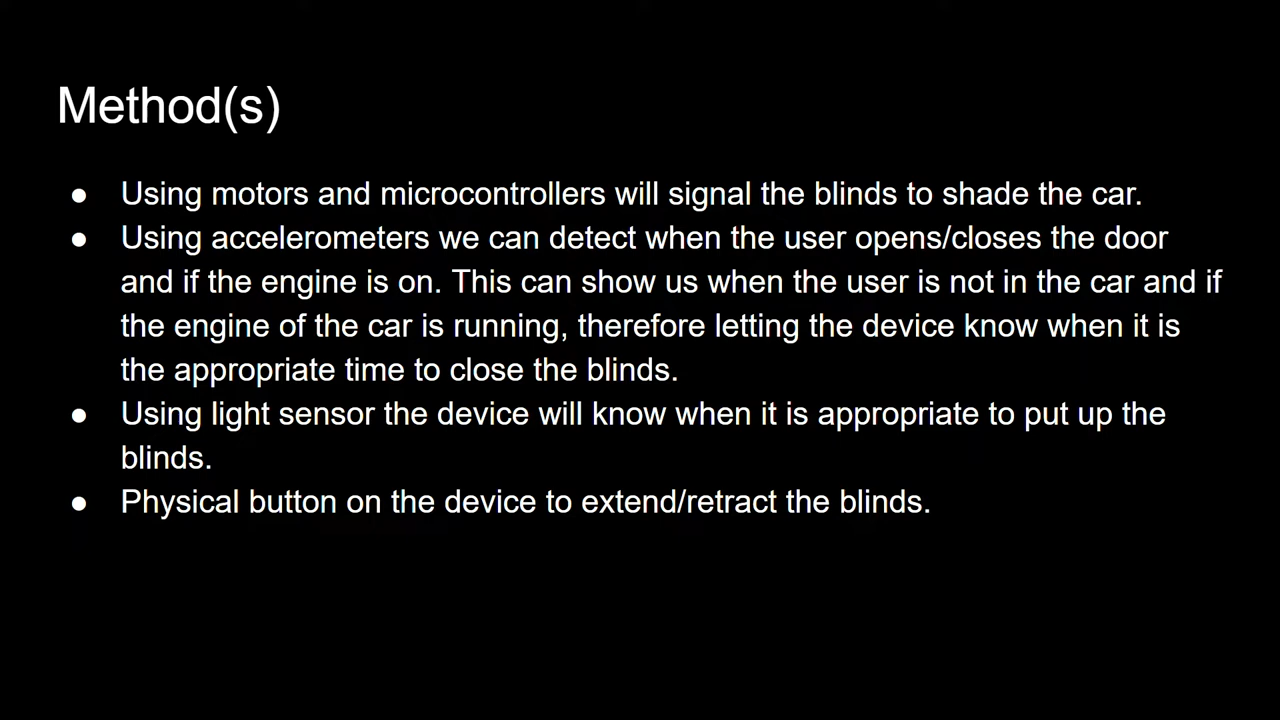 Method(s)
● Using motors and microcontrollers will signal the blinds to shade the car.
● Using accelerometers we can detect when the user opens/closes the door
and if the engine is on. This can show us when the user is not in the car and if
the engine of the car is running, therefore letting the device know when it is
the appropriate time to close the blinds.
● Using light sensor the device will know when it is appropriate to put up the
blinds.
● Physical button on the device to extend/retract the blinds.